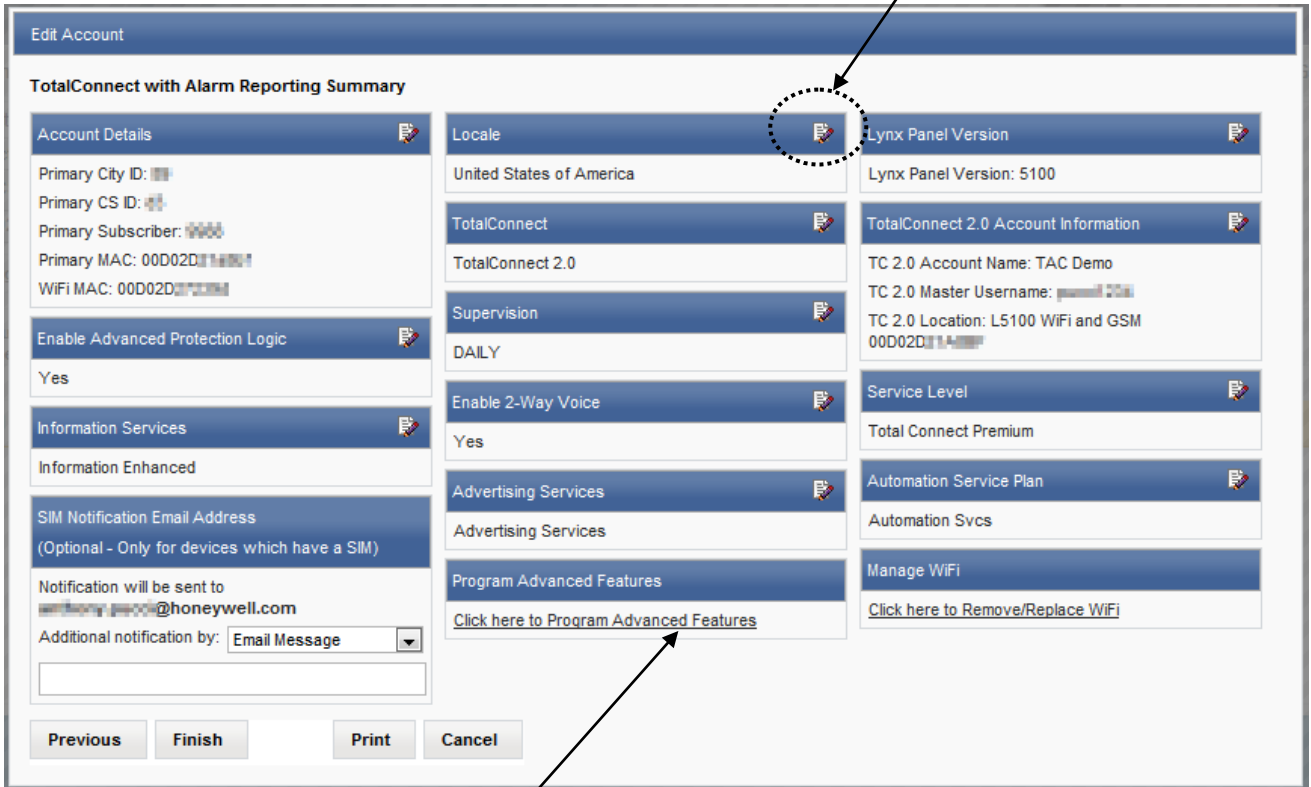 Edit Account
TotalConnect with Alarm Reporting Summary
Account Details
Primary City ID:
Primary CS ID:
Primary Subscriber:
Primary MAC: 00D02D
WiFi MAC: 00D02D
Enable Advanced Protection Logic
Yes
Information Services
Information Enhanced
SIM Notification Email Address
(Optional - Only for devices which have a SIM)
Notification will be sent to
@honeywell.com
Additional notification by: Email Message
Locale
United States of America
TotalConnect
TotalConnect 2.0
Supervision
DAILY
Enable 2-Way Voice
Yes
Advertising Services
Advertising Services
Program Advanced Features
Click here to Program Advanced Features
Lynx Panel Version
Lynx Panel Version: 5100
TotalConnect 2.0 Account Information
TC 2.0 Account Name: TAC Demo
TC 2.0 Master Username:
TC 2.0 Location: L5100 WiFi and GSM
00D02D
Service Level
Total Connect Premium
Automation Service Plan
Automation Svcs
Manage WiFi
Click here to Remove/Replace WiFi
Previous Finish Print Cancel